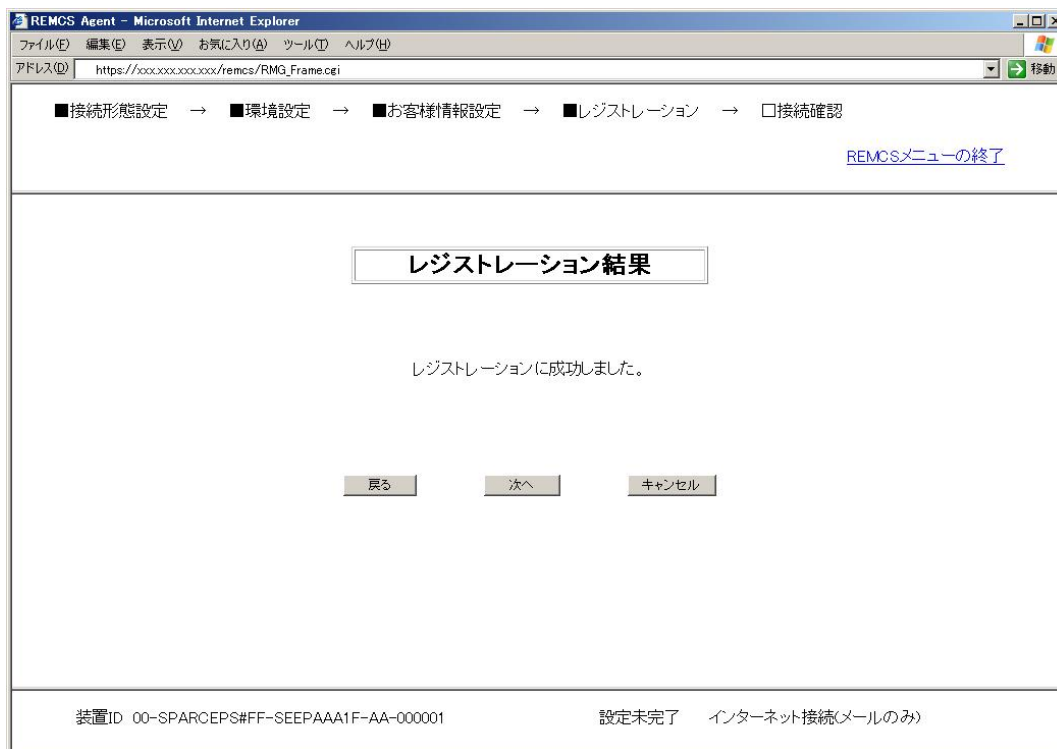 REMCS Agent - Microsoft Internet Explorer
ファイル(F) 編集(E) 表示(V) お気に入り(A) ツール(T) ヘルプ(H)
アドレス(D) https://xxx.xxx.xxx.xxx/remcs/RMG_Frame.cgi 移動
■接続形態設定 → ■環境設定 → ■お客様情報設定 → ■レジストレーション → □接続確認
REMCSメニューの終了
レジストレーション結果
レジストレーションに成功しました。
戻る 次へ キャンセル
装置ID 00-SPARCEPS#FF-SEEPAAA1F-AA-000001 設定未完了 インターネット接続(メールのみ)